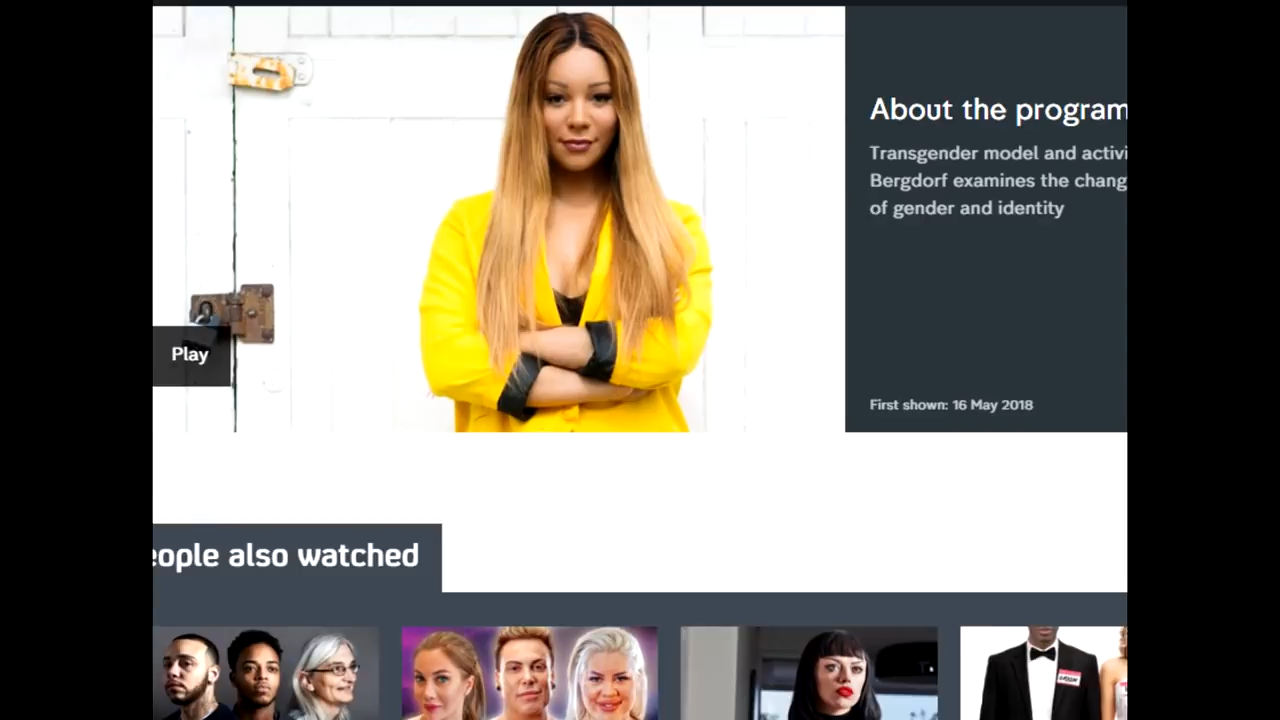 About the program
Transgender model and activi
Bergdorf examines the chang
of gender and identity
Play
First shown: 16 May 2018
eople also watched